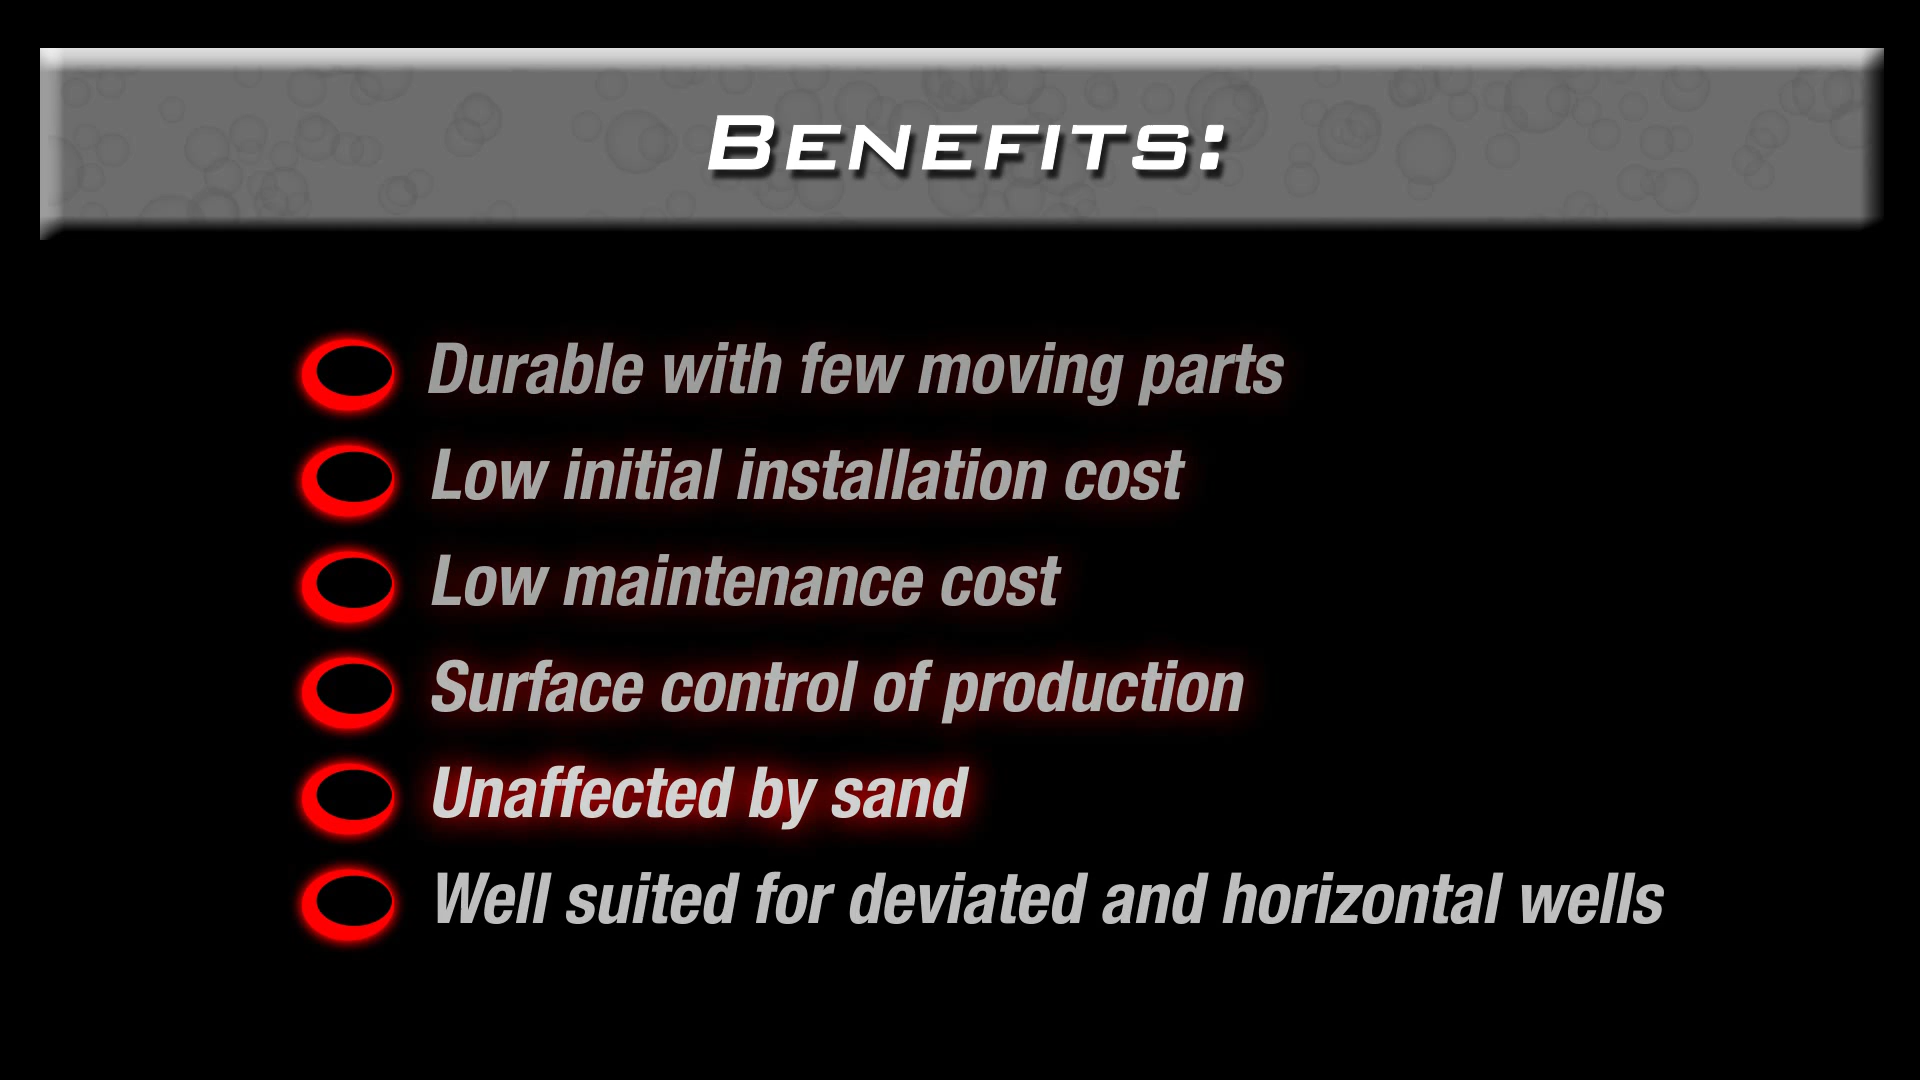 BENEFITS:
Durable with few moving parts
Low initial installation cost
Low maintenance cost
Surface control of production
Unaffected by sand
Well suited for deviated and horizontal wells